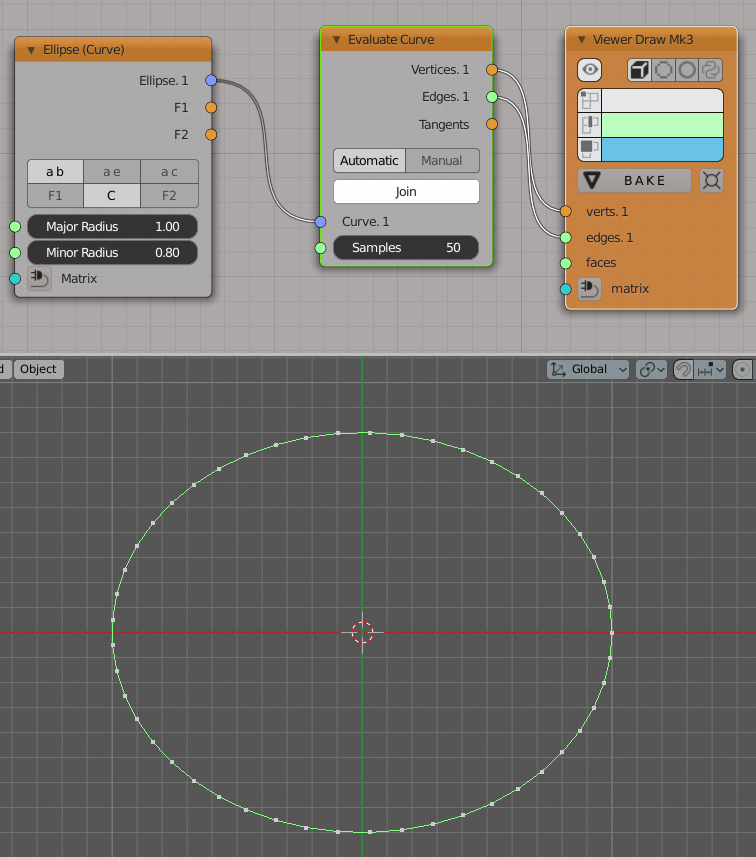 Ellipse (Curve)
Ellipse. 1
F1
F2
a b
a e
a c
F1
C
F2
Major Radius 1.00
Minor Radius 0.80
Matrix
Evaluate Curve
Vertices. 1
Edges. 1
Tangents
Automatic
Manual
Join
Curve. 1
Samples 50
Viewer Draw Mk3
BAKE
verts. 1
edges. 1
faces
matrix
Object
Global